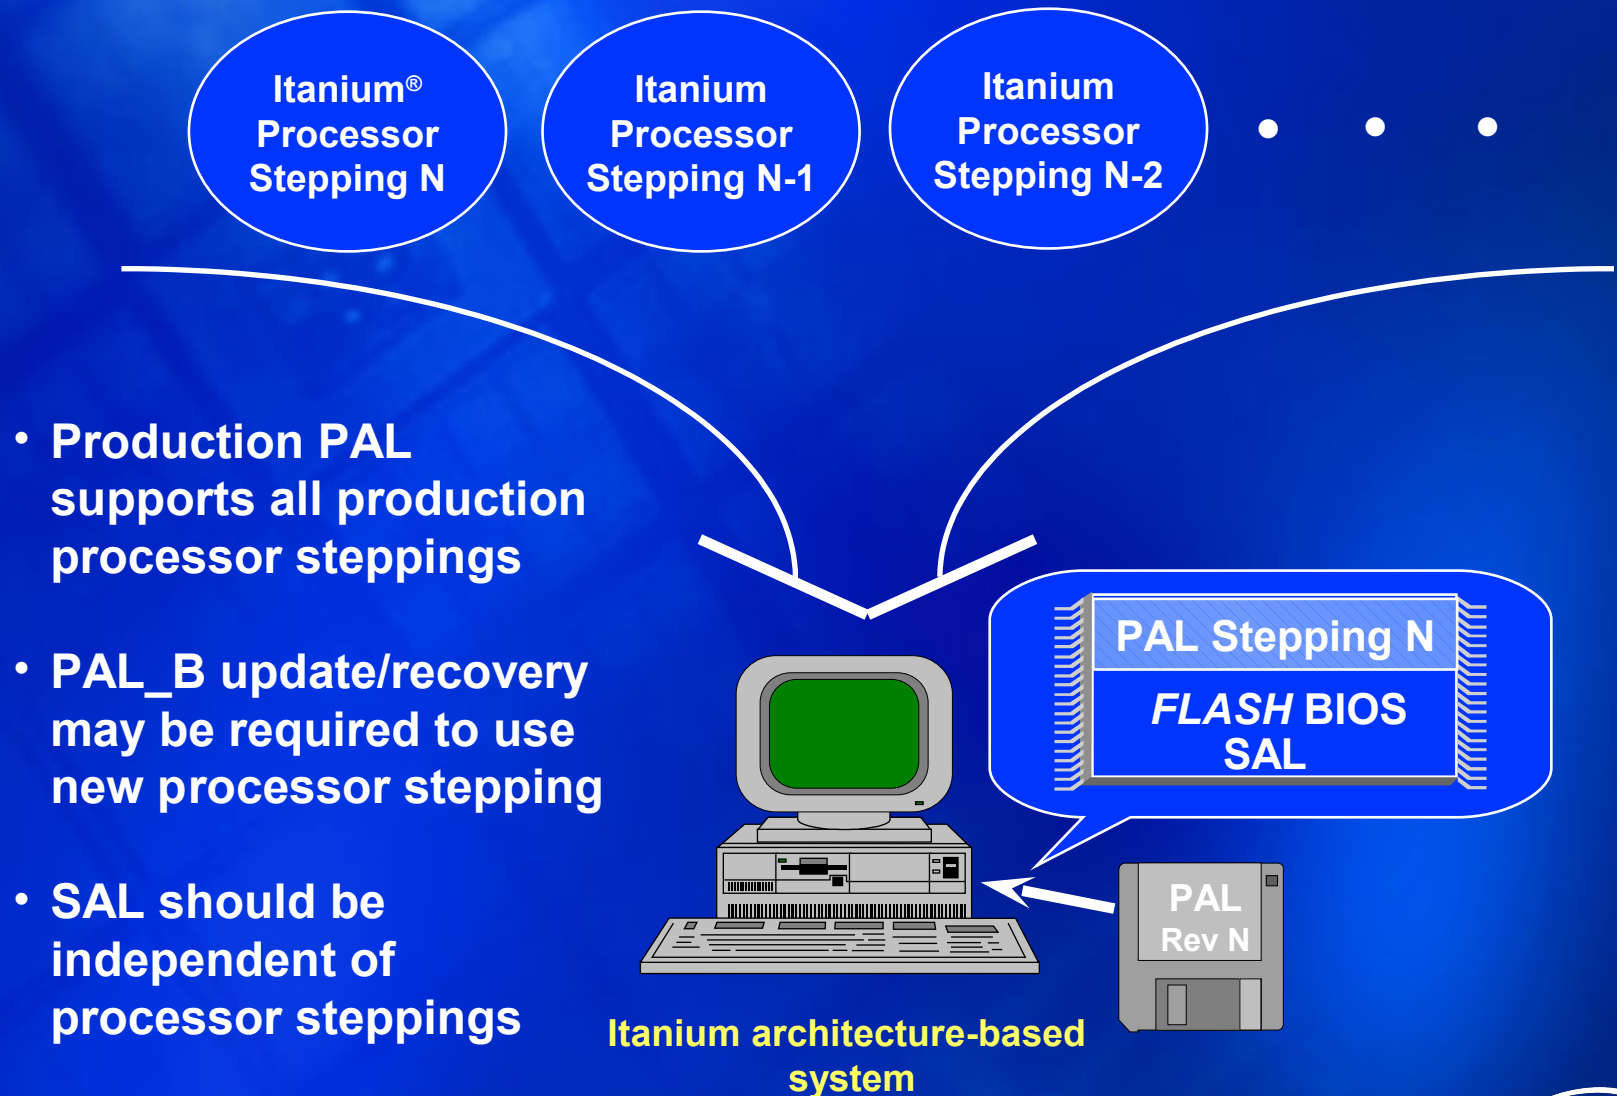 Itanium®
Processor
Stepping N
Itanium
Processor
Stepping N-1
Itanium
Processor
Stepping N-2
• Production PAL
supports all production
processor steppings
• PAL_B update/recovery
may be required to use
new processor stepping
• SAL should be
independent of
processor steppings
PAL Stepping N
FLASH BIOS
SAL
PAL
Rev N
Itanium architecture-based
system